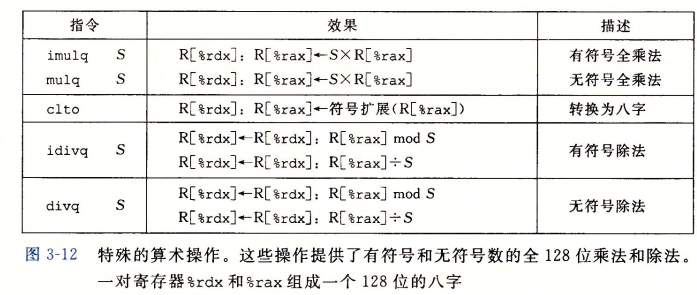 指令 效果 描述
imulq S R[%rdx]:R[%rax]←S×R[%rax] 有符号全乘法
mulq S R[%rdx]:R[%rax]←S×R[%rax] 无符号全乘法
clto R[%rdx]:R[%rax]←符号扩展(R[%rax]) 转换为八字
idivq S R[%rdx]←R[%rdx]:R[%rax] mod S 有符号除法
R[%rdx]←R[%rdx]:R[%rax]÷S
divq S R[%rdx]←R[%rdx]:R[%rax] mod S 无符号除法
R[%rdx]←R[%rdx]:R[%rax]÷S
图 3-12 特殊的算术操作。这些操作提供了有符号和无符号数的全 128 位乘法和除法。
一对寄存器%rdx 和%rax 组成一个 128 位的八字